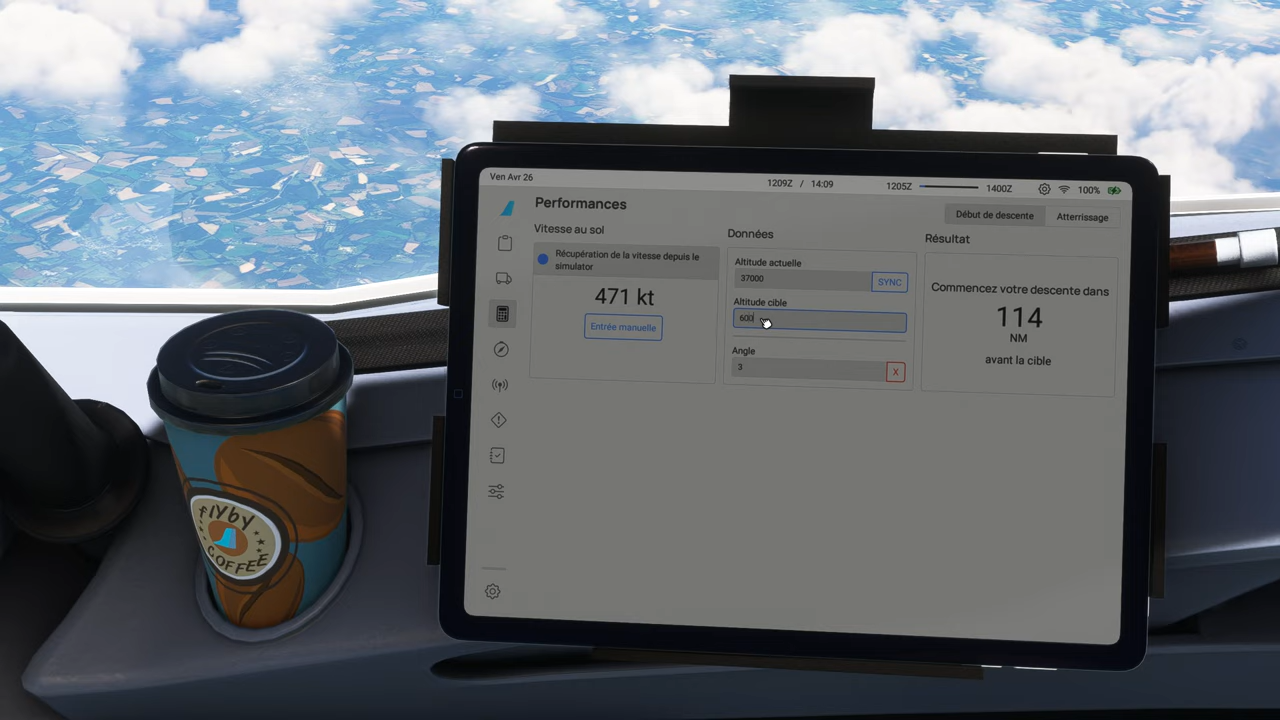 Ven Avr 26
1209Z / 14:09
1205Z
1400Z
100%
Performances
Début de descente
Atterrissage
Vitesse au sol
Récupération de la vitesse depuis le
simulator
471 kt
Entrée manuelle
Données
Altitude actuelle
37000
SYNC
Altitude cible
600
Angle
3
X
Résultat
Commencez votre descente dans
114
NM
avant la cible
flyby
COFFEE